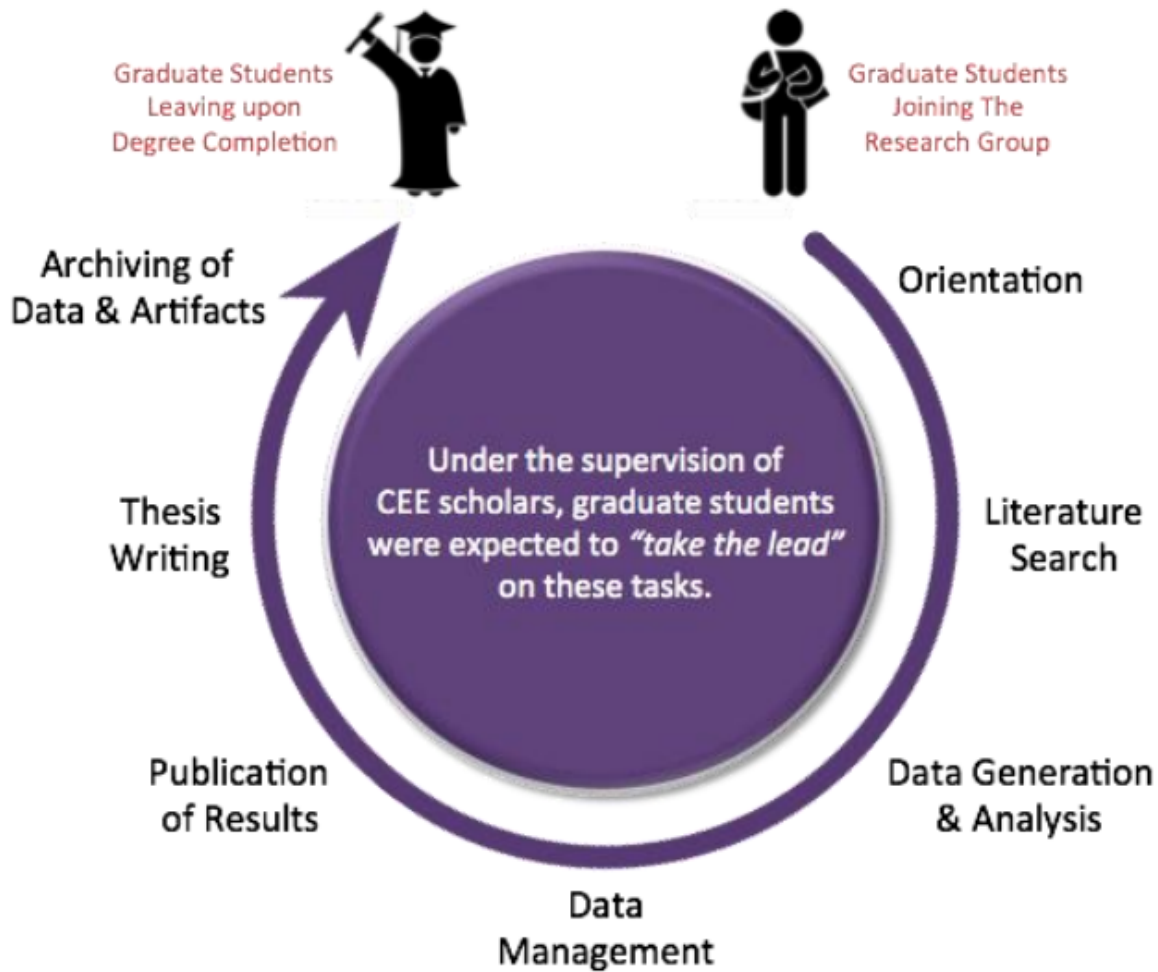 Graduate Students
Leaving upon
Degree Completion
Graduate Students
Joining The
Research Group
Orientation
Literature
Search
Data Generation
& Analysis
Data
Management
Publication
of Results
Thesis
Writing
Archiving of
Data & Artifacts
Under the supervision of
CEE scholars, graduate students
were expected to “take the lead”
on these tasks.